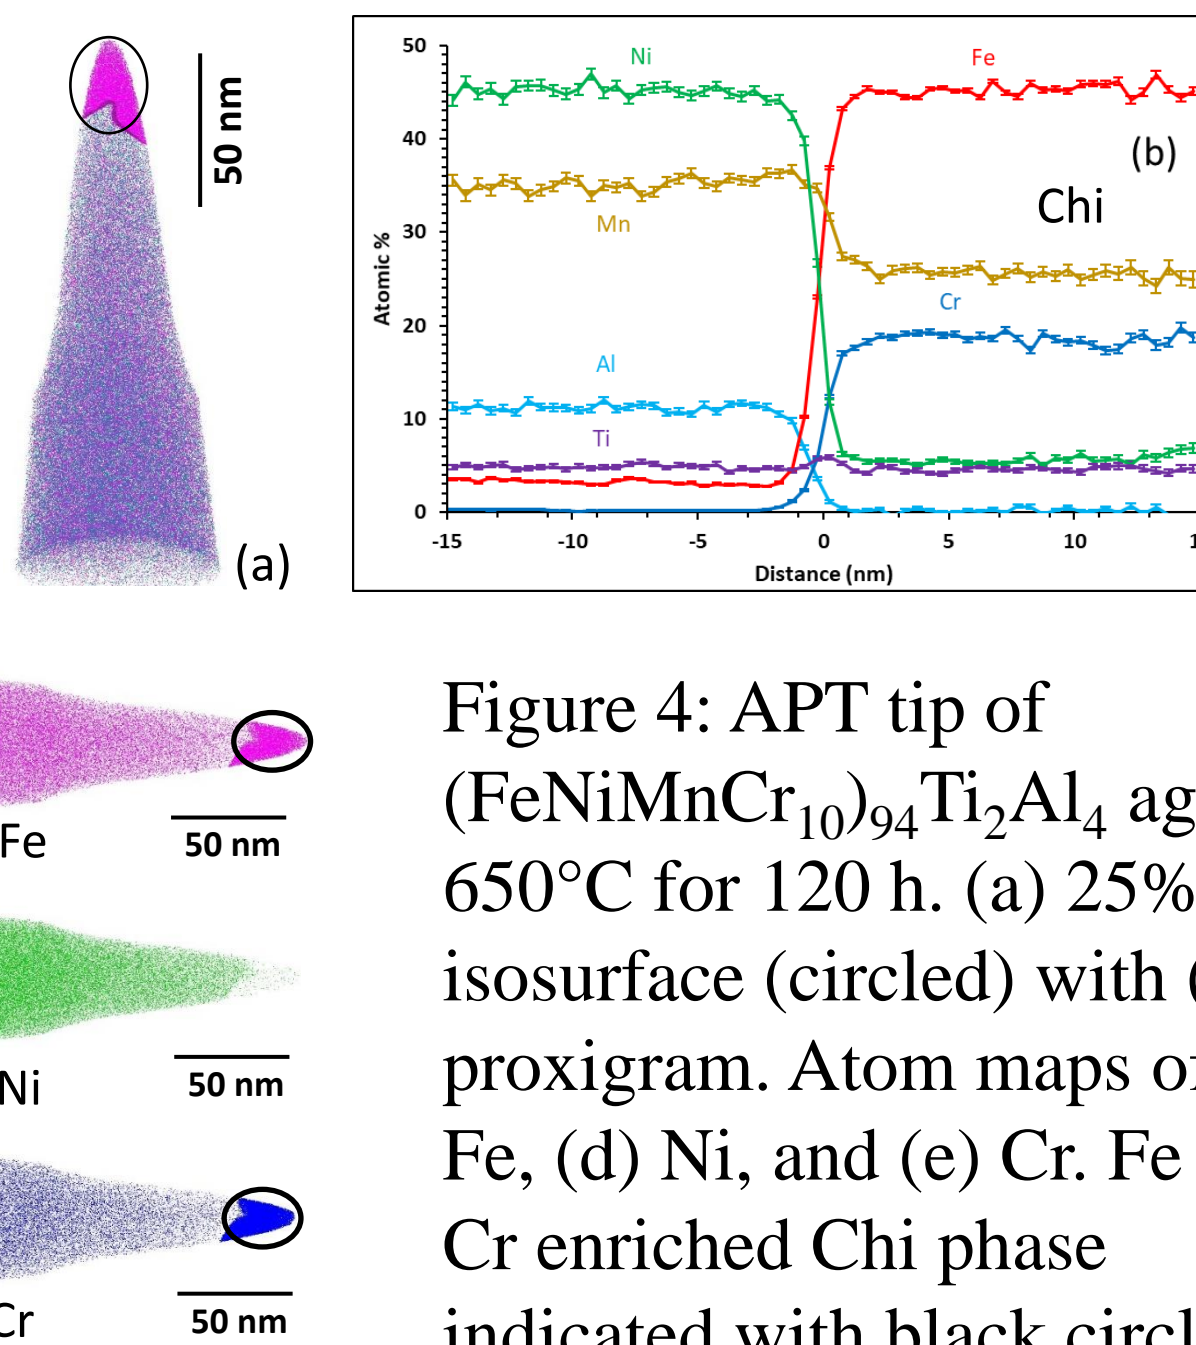 50 nm
(a)
50
40
30
20
10
0
Atomic %
Ni
Fe
(b)
Chi
Mn
Cr
Al
Ti
-15
-10
-5
0
5
10
Distance (nm)
Fe
50 nm
Ni
50 nm
Cr
50 nm
Figure 4: APT tip of
(FeNiMnCr₁₀)₉₄Ti₂Al₄
650°C for 120 h. (a) 25%
isosurface (circled) with (
proxigram. Atom maps of
Fe, (d) Ni, and (e) Cr. Fe
Cr enriched Chi phase
indicated with black